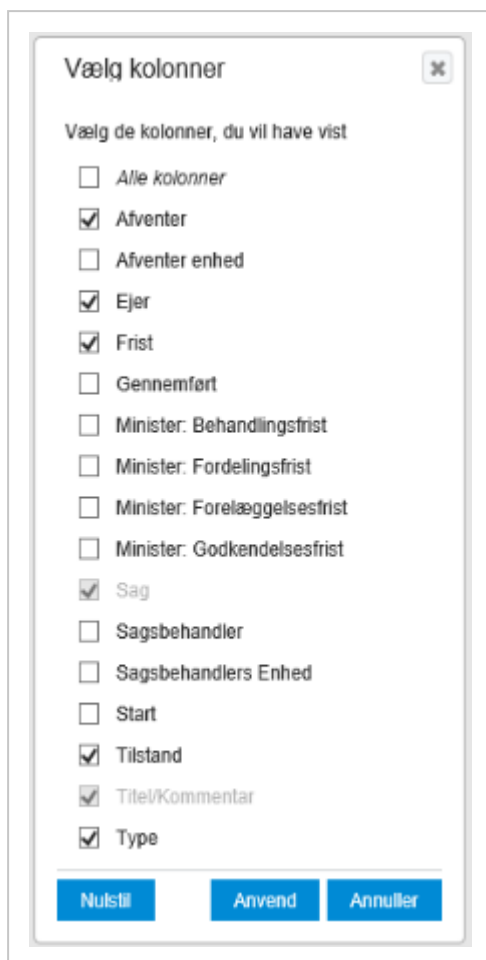 Vælg kolonner
Vælg de kolonner, du vil have vist
Alle kolonner
Afventer
Afventer enhed
Ejer
Frist
Gennemført
Minister: Behandlingsfrist
Minister: Fordelingsfrist
Minister: Forelæggelsesfrist
Minister: Godkendelsesfrist
Sag
Sagsbehandler
Sagsbehandlers Enhed
Start
Tilstand
Titel/Kommentar
Type
Nulstil Anvend Annuller